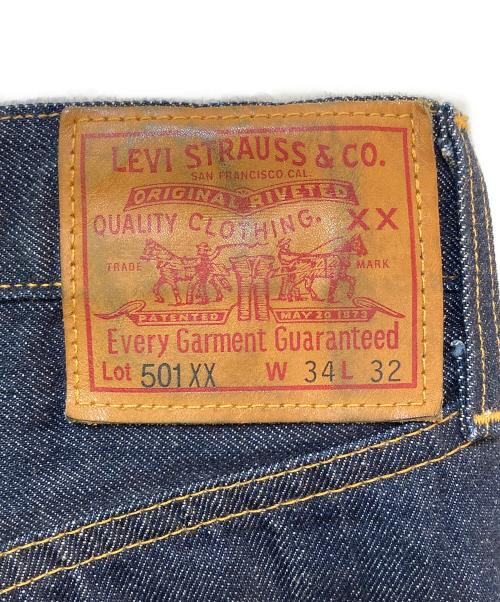 LEVI STRAUSS & CO.
SAN FRANCISCO, CAL.
ORIGINAL RIVETED
QUALITY CLOTHING. XX
TRADE MARK
PATENTED MAY 20 1873
Every Garment Guaranteed
Lot 501XX W 34 L 32